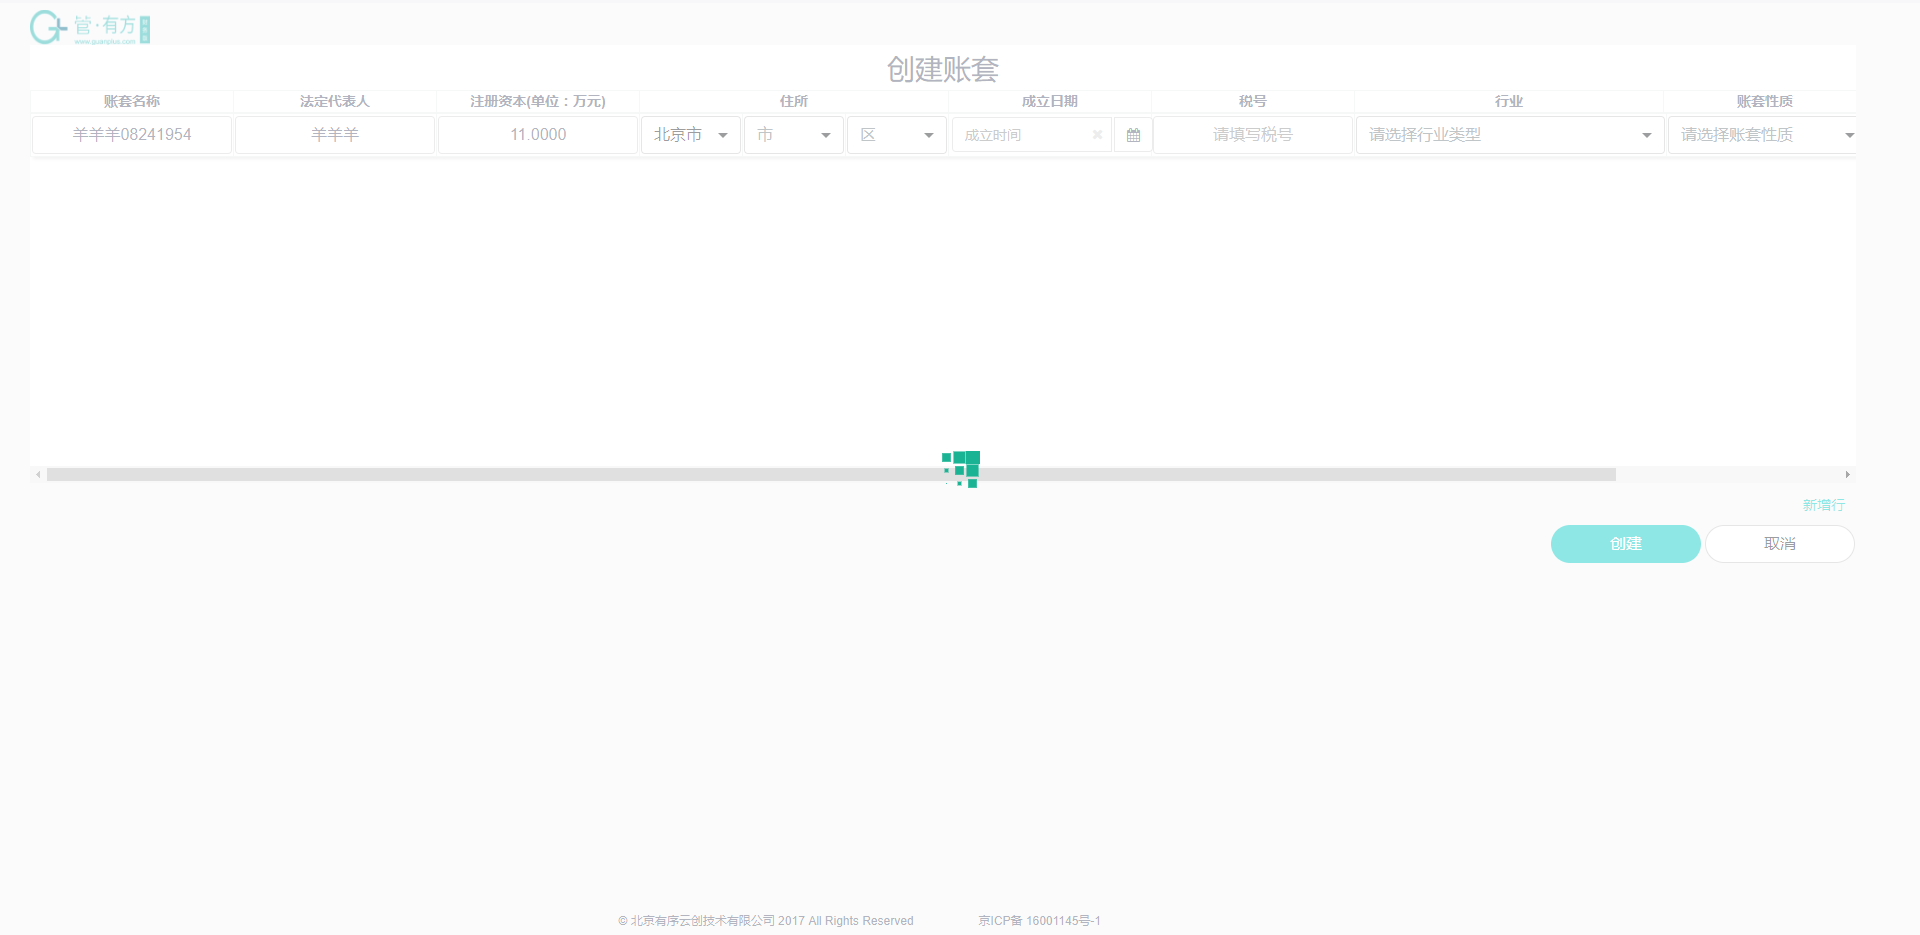 管·有方
www.guanplus.com
创建账套
账套名称 法定代表人 注册资本(单位：万元) 住所 成立日期 税号 行业 账套性质
羊羊羊08241954 羊羊羊 11.0000 北京市 市 区 成立时间 请填写税号 请选择行业类型 请选择账套性质
新增行
创建 取消
© 北京有序云创技术有限公司 2017 All Rights Reserved 京ICP备 16001145号-1